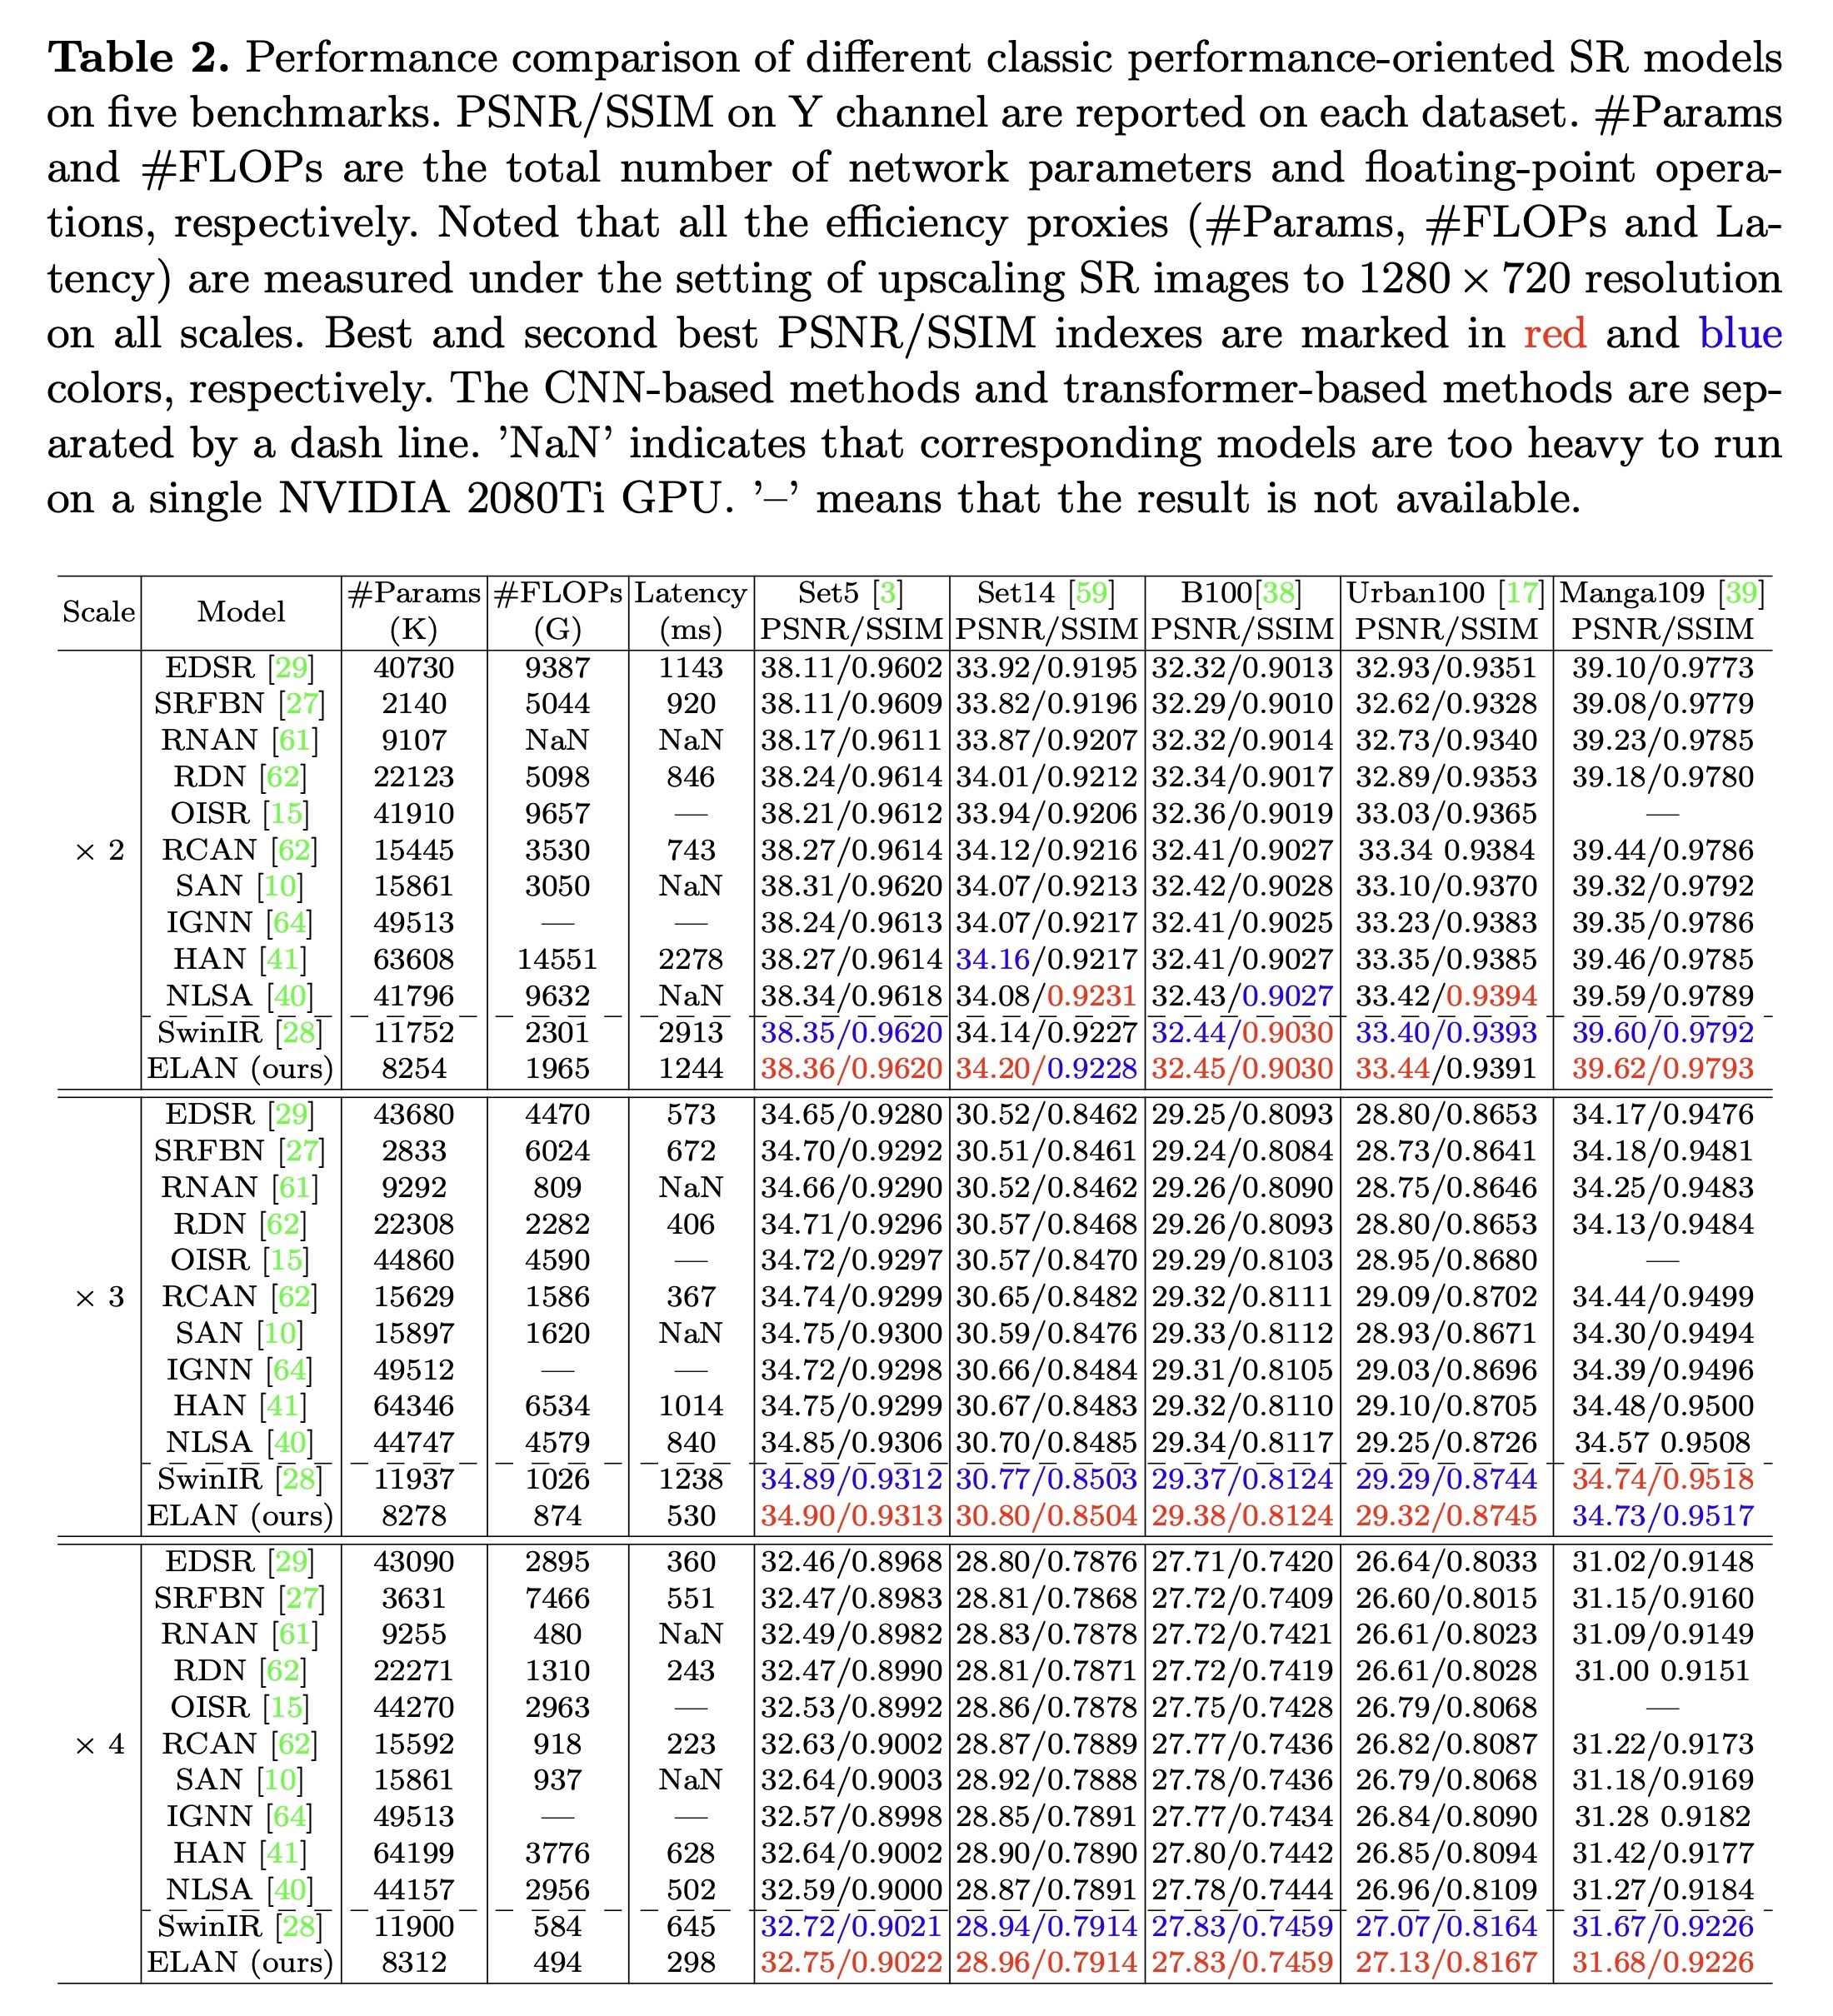 Table 2. Performance comparison of different classic performance-oriented SR models
on five benchmarks. PSNR/SSIM on Y channel are reported on each dataset. #Params
and #FLOPs are the total number of network parameters and floating-point opera-
tions, respectively. Noted that all the efficiency proxies (#Params, #FLOPs and La-
tency) are measured under the setting of upscaling SR images to 1280 × 720 resolution
on all scales. Best and second best PSNR/SSIM indexes are marked in red and blue
colors, respectively. The CNN-based methods and transformer-based methods are sep-
arated by a dash line. 'NaN' indicates that corresponding models are too heavy to run
on a single NVIDIA 2080Ti GPU. '–' means that the result is not available.
Scale Model #Params (K) #FLOPs (G) Latency (ms) Set5 [3] PSNR/SSIM Set14 [59] PSNR/SSIM B100[38] PSNR/SSIM Urban100 [17] PSNR/SSIM Manga109 [39] PSNR/SSIM
× 2
EDSR [29] 40730 9387 1143 38.11/0.9602 33.92/0.9195 32.32/0.9013 32.93/0.9351 39.10/0.9773
SRFBN [27] 2140 5044 920 38.11/0.9609 33.82/0.9196 32.29/0.9010 32.62/0.9328 39.08/0.9779
RNAN [61] 9107 NaN NaN 38.17/0.9611 33.87/0.9207 32.32/0.9014 32.73/0.9340 39.23/0.9785
RDN [62] 22123 5098 846 38.24/0.9614 34.01/0.9212 32.34/0.9017 32.89/0.9353 39.18/0.9780
OISR [15] 41910 9657 — 38.21/0.9612 33.94/0.9206 32.36/0.9019 33.03/0.9365 —
RCAN [62] 15445 3530 743 38.27/0.9614 34.12/0.9216 32.41/0.9027 33.34 0.9384 39.44/0.9786
SAN [10] 15861 3050 NaN 38.31/0.9620 34.07/0.9213 32.42/0.9028 33.10/0.9370 39.32/0.9792
IGNN [64] 49513 — — 38.24/0.9613 34.07/0.9217 32.41/0.9025 33.23/0.9383 39.35/0.9786
HAN [41] 63608 14551 2278 38.27/0.9614 34.16/0.9217 32.41/0.9027 33.35/0.9385 39.46/0.9785
NLSA [40] 41796 9632 NaN 38.34/0.9618 34.08/0.9231 32.43/0.9027 33.42/0.9394 39.59/0.9789
SwinIR [28] 11752 2301 2913 38.35/0.9620 34.14/0.9227 32.44/0.9030 33.40/0.9393 39.60/0.9792
ELAN (ours) 8254 1965 1244 38.36/0.9620 34.20/0.9228 32.45/0.9030 33.44/0.9391 39.62/0.9793
× 3
EDSR [29] 43680 4470 573 34.65/0.9280 30.52/0.8462 29.25/0.8093 28.80/0.8653 34.17/0.9476
SRFBN [27] 2833 6024 672 34.70/0.9292 30.51/0.8461 29.24/0.8084 28.73/0.8641 34.18/0.9481
RNAN [61] 9292 809 NaN 34.66/0.9290 30.52/0.8462 29.26/0.8090 28.75/0.8646 34.25/0.9483
RDN [62] 22308 2282 406 34.71/0.9296 30.57/0.8468 29.26/0.8093 28.80/0.8653 34.13/0.9484
OISR [15] 44860 4590 — 34.72/0.9297 30.57/0.8470 29.29/0.8103 28.95/0.8680 —
RCAN [62] 15629 1586 367 34.74/0.9299 30.65/0.8482 29.32/0.8111 29.09/0.8702 34.44/0.9499
SAN [10] 15897 1620 NaN 34.75/0.9300 30.59/0.8476 29.33/0.8112 28.93/0.8671 34.30/0.9494
IGNN [64] 49512 — — 34.72/0.9298 30.66/0.8484 29.31/0.8105 29.03/0.8696 34.39/0.9496
HAN [41] 64346 6534 1014 34.75/0.9299 30.67/0.8483 29.32/0.8110 29.10/0.8705 34.48/0.9500
NLSA [40] 44747 4579 840 34.85/0.9306 30.70/0.8485 29.34/0.8117 29.25/0.8726 34.57 0.9508
SwinIR [28] 11937 1026 1238 34.89/0.9312 30.77/0.8503 29.37/0.8124 29.29/0.8744 34.74/0.9518
ELAN (ours) 8278 874 530 34.90/0.9313 30.80/0.8504 29.38/0.8124 29.32/0.8745 34.73/0.9517
× 4
EDSR [29] 43090 2895 360 32.46/0.8968 28.80/0.7876 27.71/0.7420 26.64/0.8033 31.02/0.9148
SRFBN [27] 3631 7466 551 32.47/0.8983 28.81/0.7868 27.72/0.7409 26.60/0.8015 31.15/0.9160
RNAN [61] 9255 480 NaN 32.49/0.8982 28.83/0.7878 27.72/0.7421 26.61/0.8023 31.09/0.9149
RDN [62] 22271 1310 243 32.47/0.8990 28.81/0.7871 27.72/0.7419 26.61/0.8028 31.00 0.9151
OISR [15] 44270 2963 — 32.53/0.8992 28.86/0.7878 27.75/0.7428 26.79/0.8068 —
RCAN [62] 15592 918 223 32.63/0.9002 28.87/0.7889 27.77/0.7436 26.82/0.8087 31.22/0.9173
SAN [10] 15861 937 NaN 32.64/0.9003 28.92/0.7888 27.78/0.7436 26.79/0.8068 31.18/0.9169
IGNN [64] 49513 — — 32.57/0.8998 28.85/0.7891 27.77/0.7434 26.84/0.8090 31.28 0.9182
HAN [41] 64199 3776 628 32.64/0.9002 28.90/0.7890 27.80/0.7442 26.85/0.8094 31.42/0.9177
NLSA [40] 44157 2956 502 32.59/0.9000 28.87/0.7891 27.78/0.7444 26.96/0.8109 31.27/0.9184
SwinIR [28] 11900 584 645 32.72/0.9021 28.94/0.7914 27.83/0.7459 27.07/0.8164 31.67/0.9226
ELAN (ours) 8312 494 298 32.75/0.9022 28.96/0.7914 27.83/0.7459 27.13/0.8167 31.68/0.9226